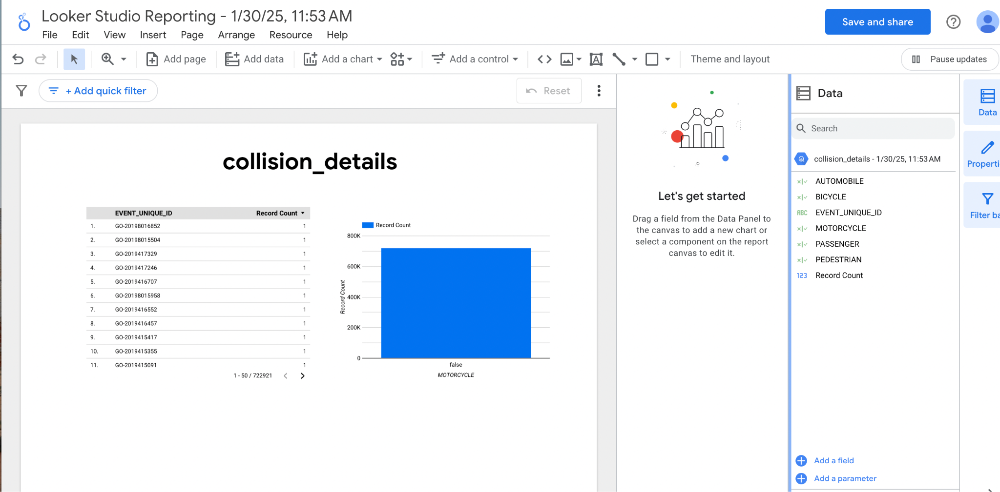 Looker Studio Reporting - 1/30/25, 11:53 AM
File Edit View Insert Page Arrange Resource Help
Save and share
Add page
Add data
Add a chart
Add a control
Theme and layout
Pause updates
+ Add quick filter
Reset
collision_details
EVENT_UNIQUE_ID Record Count
1. GO-20198016852 1
2. GO-20198015504 1
3. GO-2019417329 1
4. GO-2019417246 1
5. GO-2019416707 1
6. GO-20198015958 1
7. GO-2019416552 1
8. GO-2019416457 1
9. GO-2019415417 1
10. GO-2019415355 1
11. GO-2019415091 1
1 - 50 / 722921
Record Count
800K
600K
400K
200K
0
Record Count
false
MOTORCYCLE
Let's get started
Drag a field from the Data Panel to
the canvas to add a new chart or
select a component on the report
canvas to edit it.
Data
Search
collision_details - 1/30/25, 11:53 AM
AUTOMOBILE
BICYCLE
ABC EVENT_UNIQUE_ID
MOTORCYCLE
PASSENGER
PEDESTRIAN
123 Record Count
Add a field
Add a parameter
Data
Properti
Filter ba